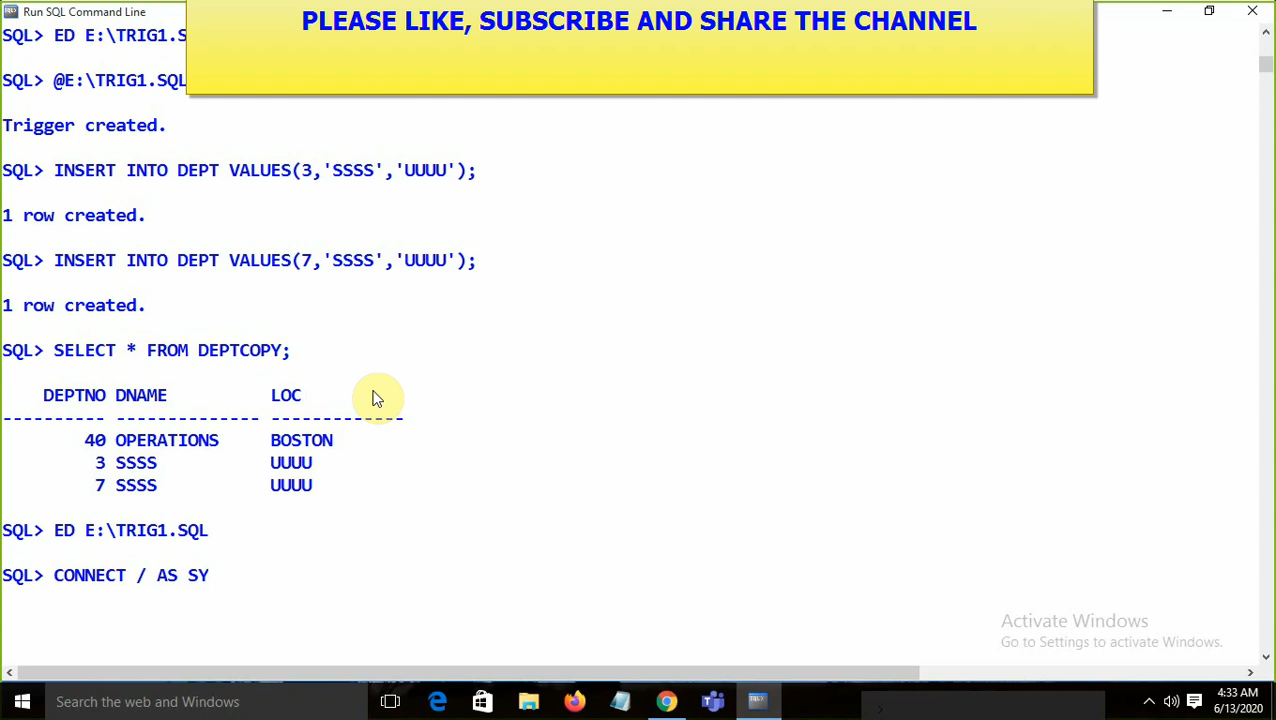 Run SQL Command Line
PLEASE LIKE, SUBSCRIBE AND SHARE THE CHANNEL
SQL> ED E:\TRIG1.S
SQL> @E:\TRIG1.SQL
Trigger created.
SQL> INSERT INTO DEPT VALUES(3,'SSSS','UUUU');
1 row created.
SQL> INSERT INTO DEPT VALUES(7,'SSSS','UUUU');
1 row created.
SQL> SELECT * FROM DEPTCOPY;
DEPTNO DNAME LOC
---------- -------------- -------------
40 OPERATIONS BOSTON
3 SSSS UUUU
7 SSSS UUUU
SQL> ED E:\TRIG1.SQL
SQL> CONNECT / AS SY
Activate Windows
Go to Settings to activate Windows.
Search the web and Windows
4:33 AM
6/13/2020